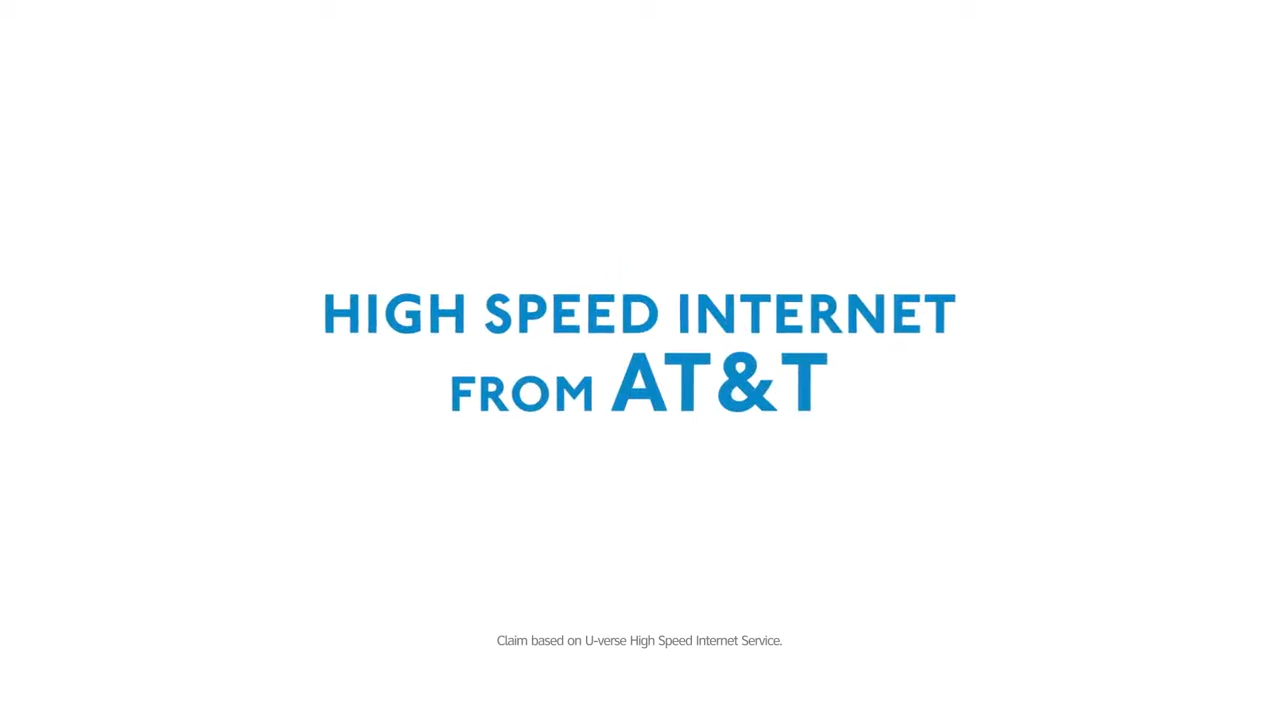 HIGH SPEED INTERNET
FROM AT&T
Claim based on U-verse High Speed Internet Service.